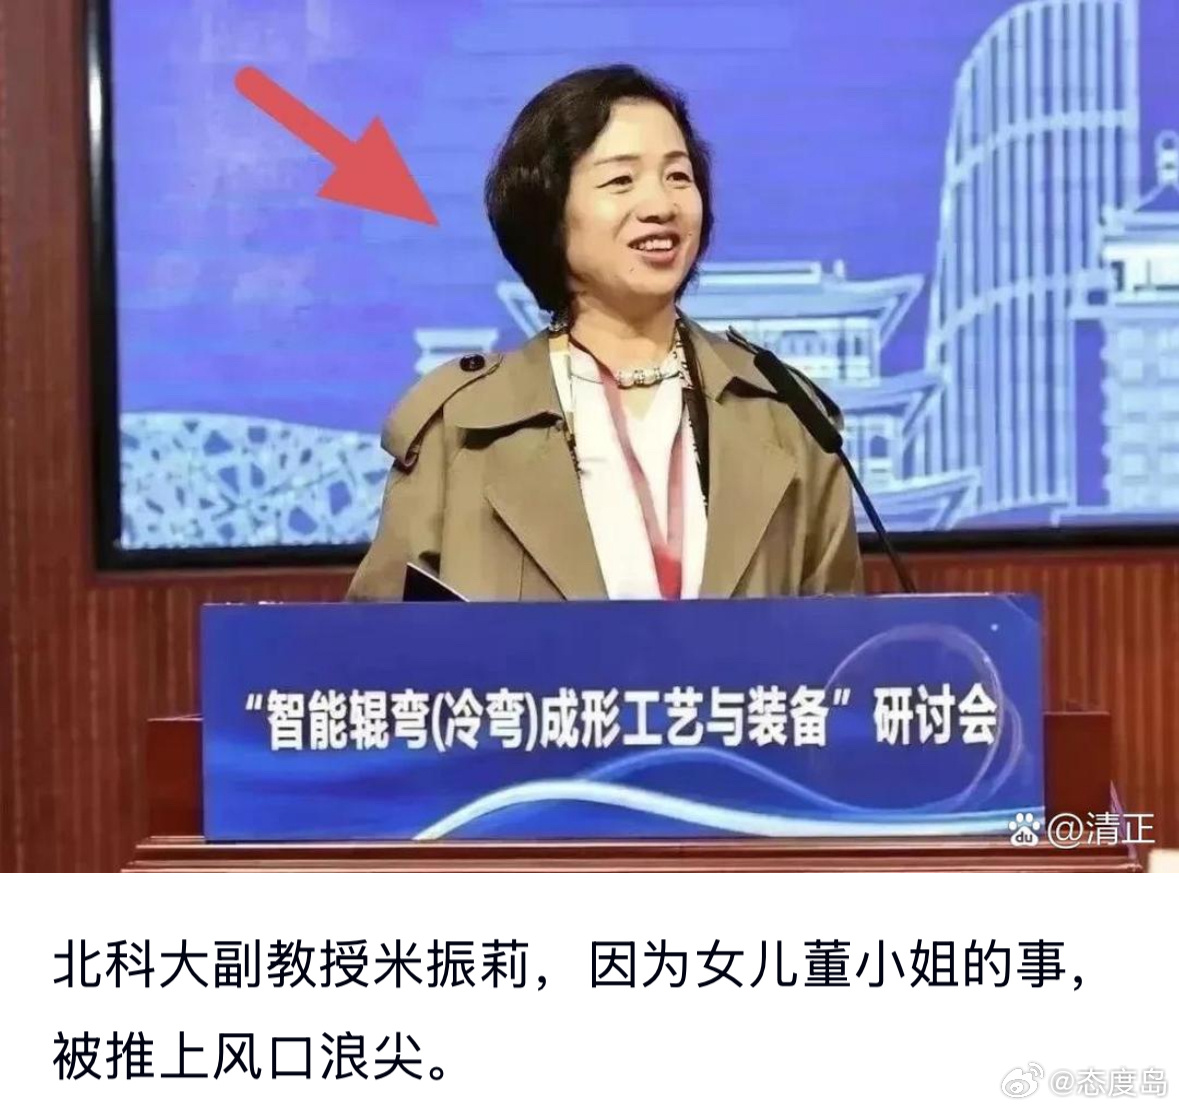 “智能辊弯(冷弯)成形工艺与装备”研讨会
du @清正
北科大副教授米振莉，因为女儿董小姐的事，
被推上风口浪尖。
@态度岛